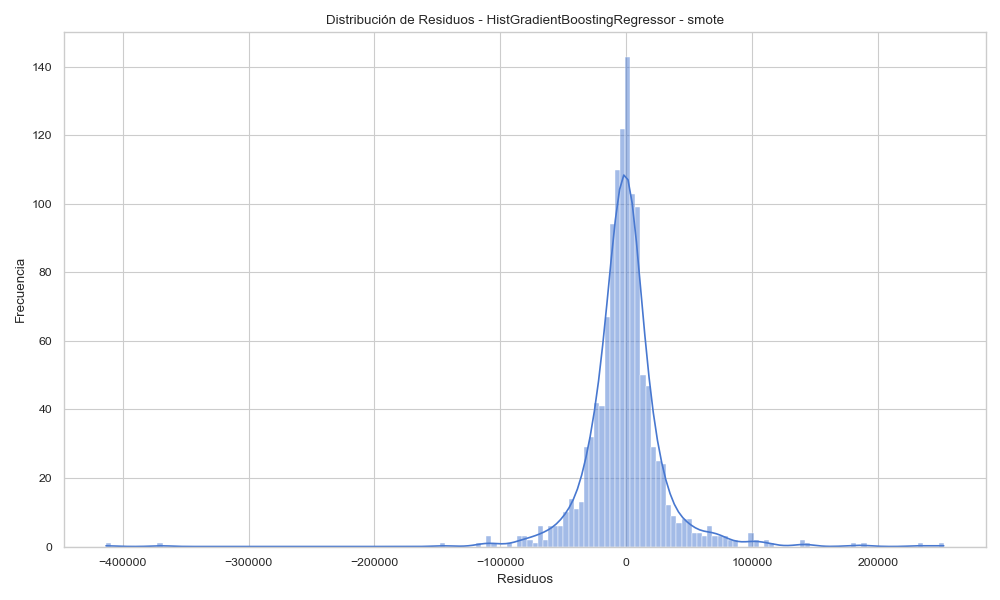 Distribución de Residuos - HistGradientBoostingRegressor - smote
Frecuencia
140
120
100
80
60
40
20
0
−400000 −300000 −200000 −100000 0 100000 200000
Residuos